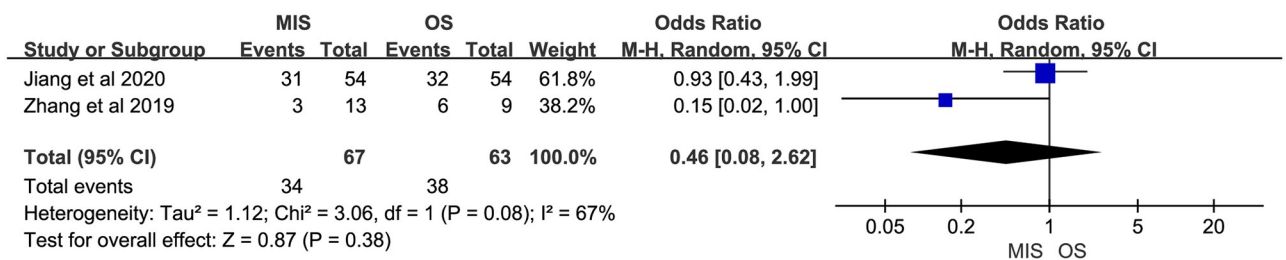 MIS OS Odds Ratio Odds Ratio
Study or Subgroup Events Total Events Total Weight M-H, Random, 95% CI M-H, Random, 95% CI
Jiang et al 2020 31 54 32 54 61.8% 0.93 [0.43, 1.99]
Zhang et al 2019 3 13 6 9 38.2% 0.15 [0.02, 1.00]
Total (95% CI) 67 63 100.0% 0.46 [0.08, 2.62]
Total events 34 38
Heterogeneity: Tau² = 1.12; Chi² = 3.06, df = 1 (P = 0.08); I² = 67%
Test for overall effect: Z = 0.87 (P = 0.38)
0.05 0.2 1 5 20
MIS OS